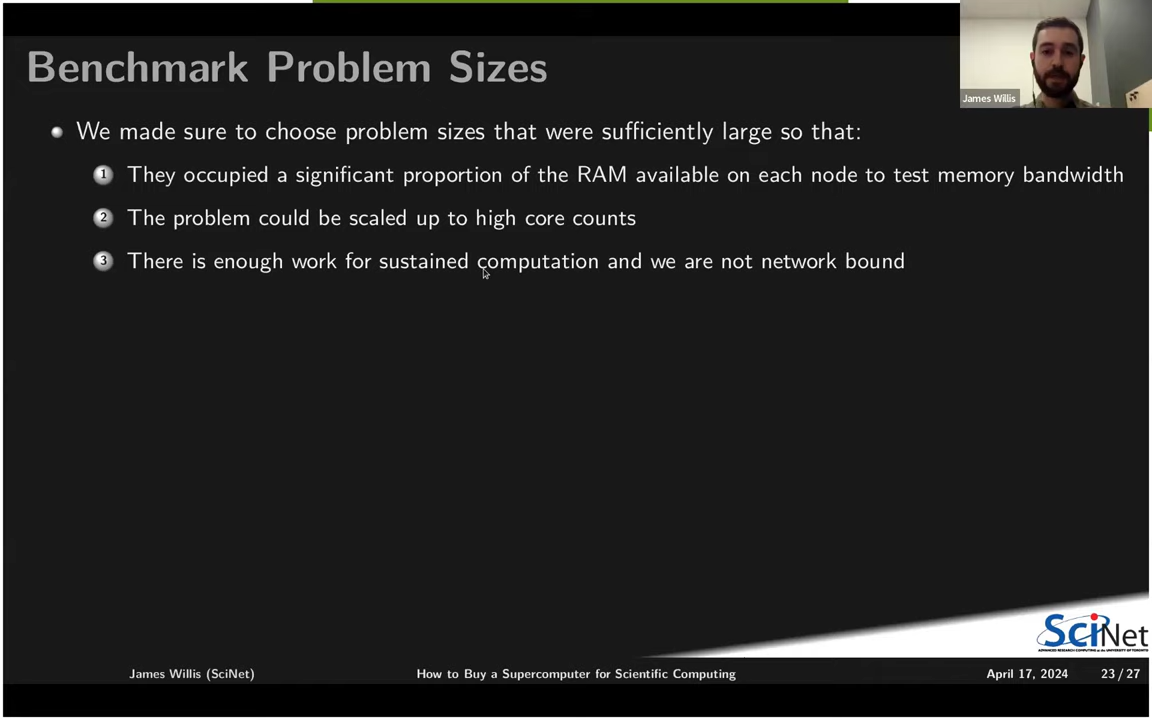 Benchmark Problem Sizes
James Willis
We made sure to choose problem sizes that were sufficiently large so that:
1 They occupied a significant proportion of the RAM available on each node to test memory bandwidth
2 The problem could be scaled up to high core counts
3 There is enough work for sustained computation and we are not network bound
SciNet
ADVANCED RESEARCH COMPUTING at the UNIVERSITY OF TORONTO
James Willis (SciNet) How to Buy a Supercomputer for Scientific Computing April 17, 2024 23 / 27